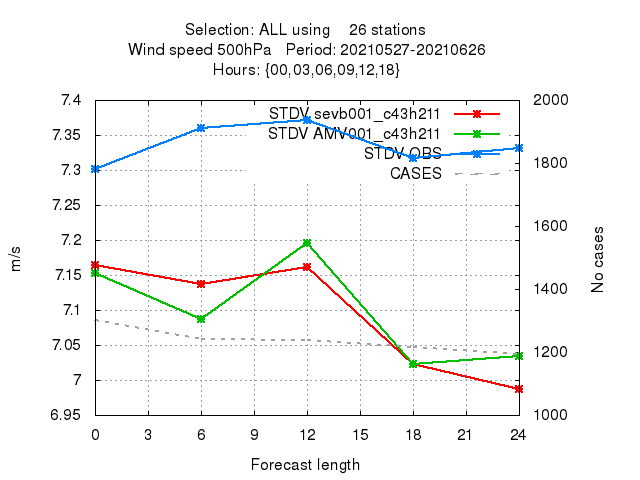 Selection: ALL using 26 stations
Wind speed 500hPa Period: 20210527-20210626
Hours: {00,03,06,09,12,18}
STDV sevb001_c43h211
STDV AMV001_c43h211
STDV OBS
CASES
7.4
7.35
7.3
7.25
7.2
7.15
7.1
7.05
7
6.95
2000
1800
1600
1400
1200
1000
m/s
No cases
0 3 6 9 12 15 18 21 24
Forecast length